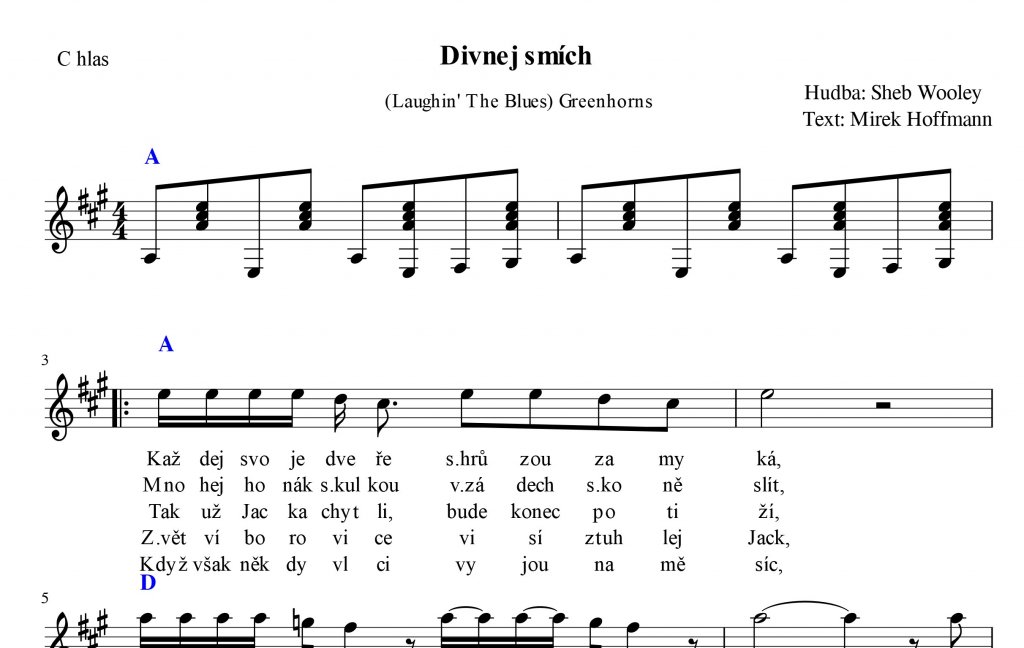 Divnej smích
C hlas
(Laughin' The Blues) Greenhorns
Hudba: Sheb Wooley
Text: Mirek Hoffmann
A
4
4
A
3
Kaž dej svo je dve ře s.hrů zou za my ká,
Mno hej ho nák s.kul kou v.zá dech s.ko ně slít,
Tak už Jac ka chyt li, bude konec po ti ží,
Z.vět ví bo ro vi ce vi sí ztuh lej Jack,
Když však něk dy vl ci vy jou na mě síc,
D
5